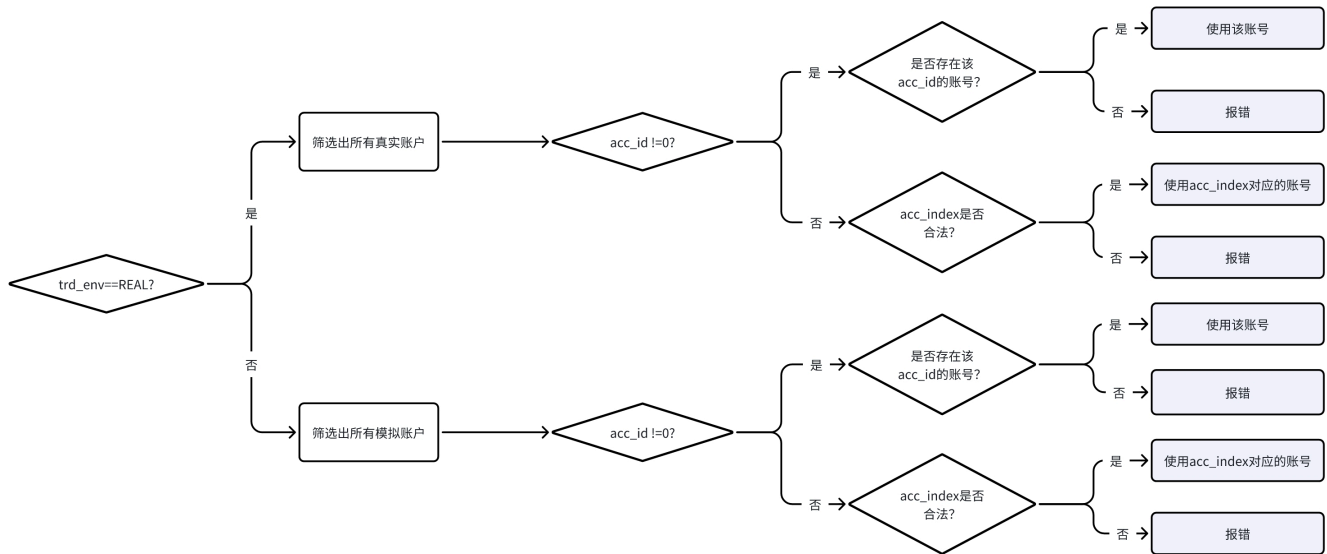 trd_env==REAL?
是
筛选出所有真实账户
acc_id !=0?
是
是否存在该
acc_id的账号?
是
使用该账号
否
报错
否
acc_index是否
合法?
是
使用acc_index对应的账号
否
报错
否
筛选出所有模拟账户
acc_id !=0?
是
是否存在该
acc_id的账号?
是
使用该账号
否
报错
否
acc_index是否
合法?
是
使用acc_index对应的账号
否
报错